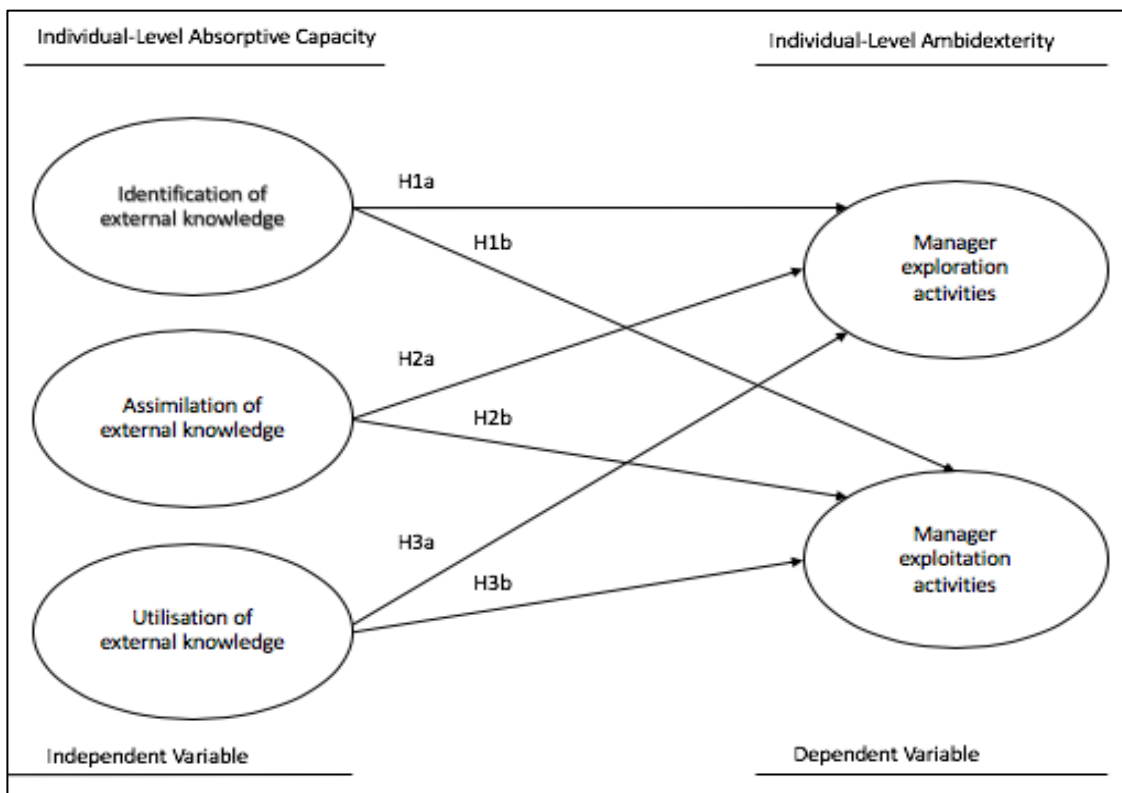 Individual-Level Absorptive Capacity
Individual-Level Ambidexterity
Identification of
external knowledge
H1a
H1b
Manager
exploration
activities
H2a
Assimilation of
external knowledge
H2b
Manager
exploitation
activities
H3a
H3b
Utilisation of
external knowledge
Independent Variable
Dependent Variable